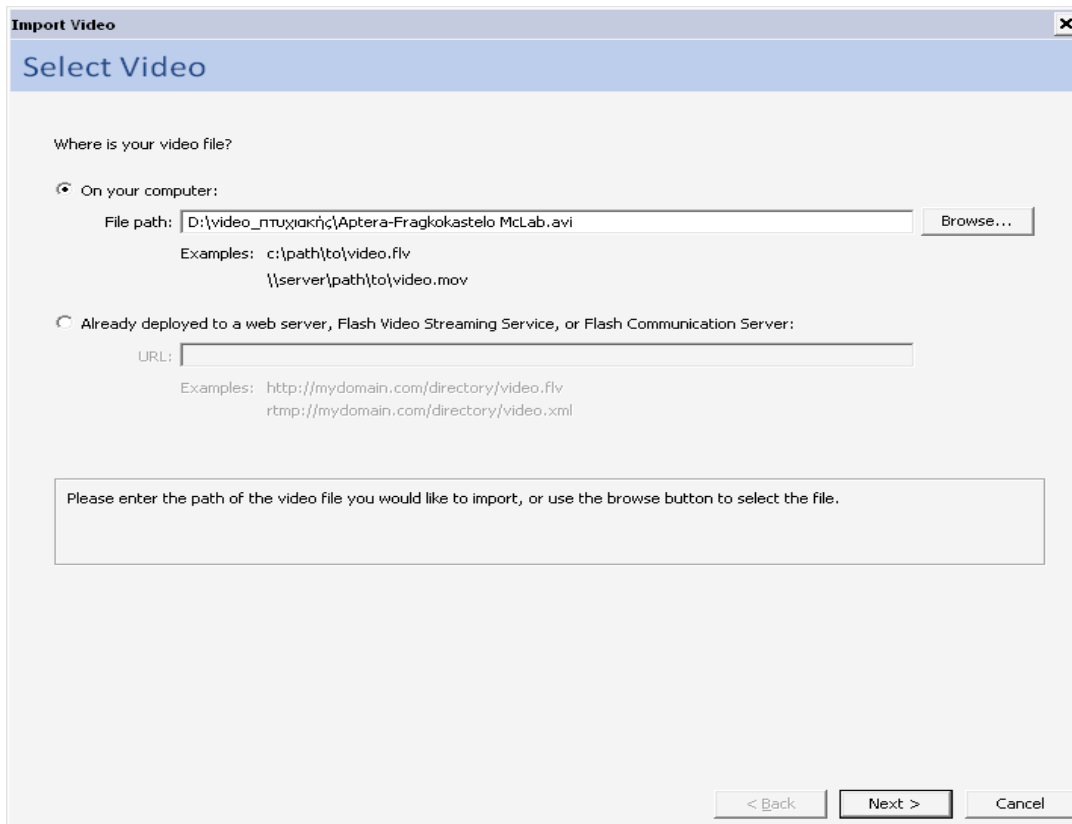 Import Video
Select Video
Where is your video file?
On your computer:
File path: D:\video_πτυχιακής\Aptera-Fragkokastelo McLab.avi Browse...
Examples: c:\path\to\video.flv
\\server\path\to\video.mov
Already deployed to a web server, Flash Video Streaming Service, or Flash Communication Server:
URL:
Examples: http://mydomain.com/directory/video.flv
rtmp://mydomain.com/directory/video.xml
Please enter the path of the video file you would like to import, or use the browse button to select the file.
< Back Next > Cancel